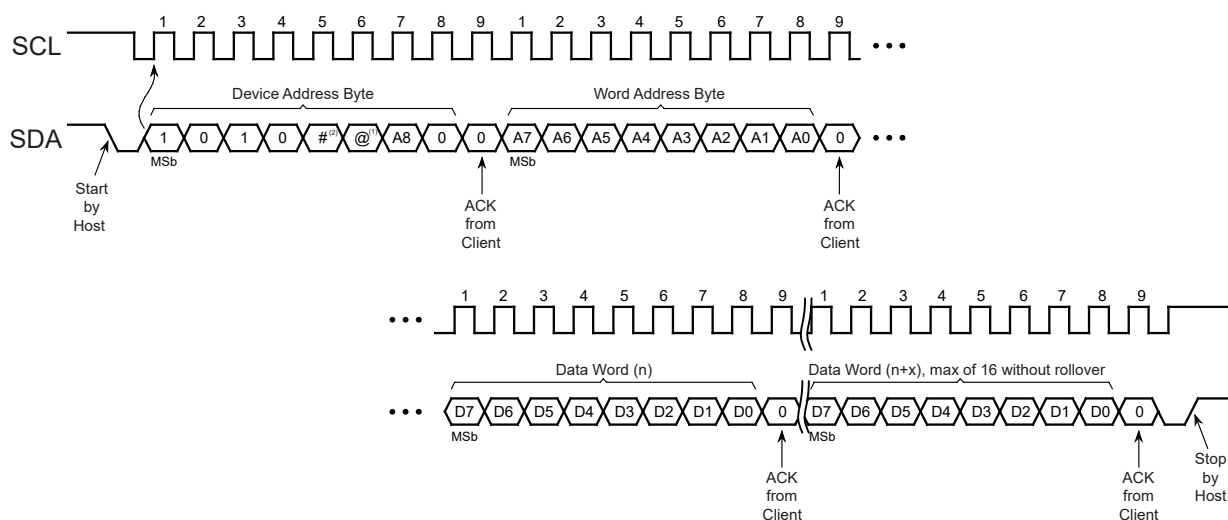 SCL 1 2 3 4 5 6 7 8 9 1 2 3 4 5 6 7 8 9
Device Address Byte Word Address Byte
SDA 1 0 1 0 #(2) @(1) A8 0 0 A7 A6 A5 A4 A3 A2 A1 A0 0
MSb MSb
Start
by
Host
ACK
from
Client
ACK
from
Client
1 2 3 4 5 6 7 8 9 1 2 3 4 5 6 7 8 9
Data Word (n) Data Word (n+x), max of 16 without rollover
D7 D6 D5 D4 D3 D2 D1 D0 0 D7 D6 D5 D4 D3 D2 D1 D0 0
MSb MSb
ACK
from
Client
ACK
from
Client
Stop
by
Host